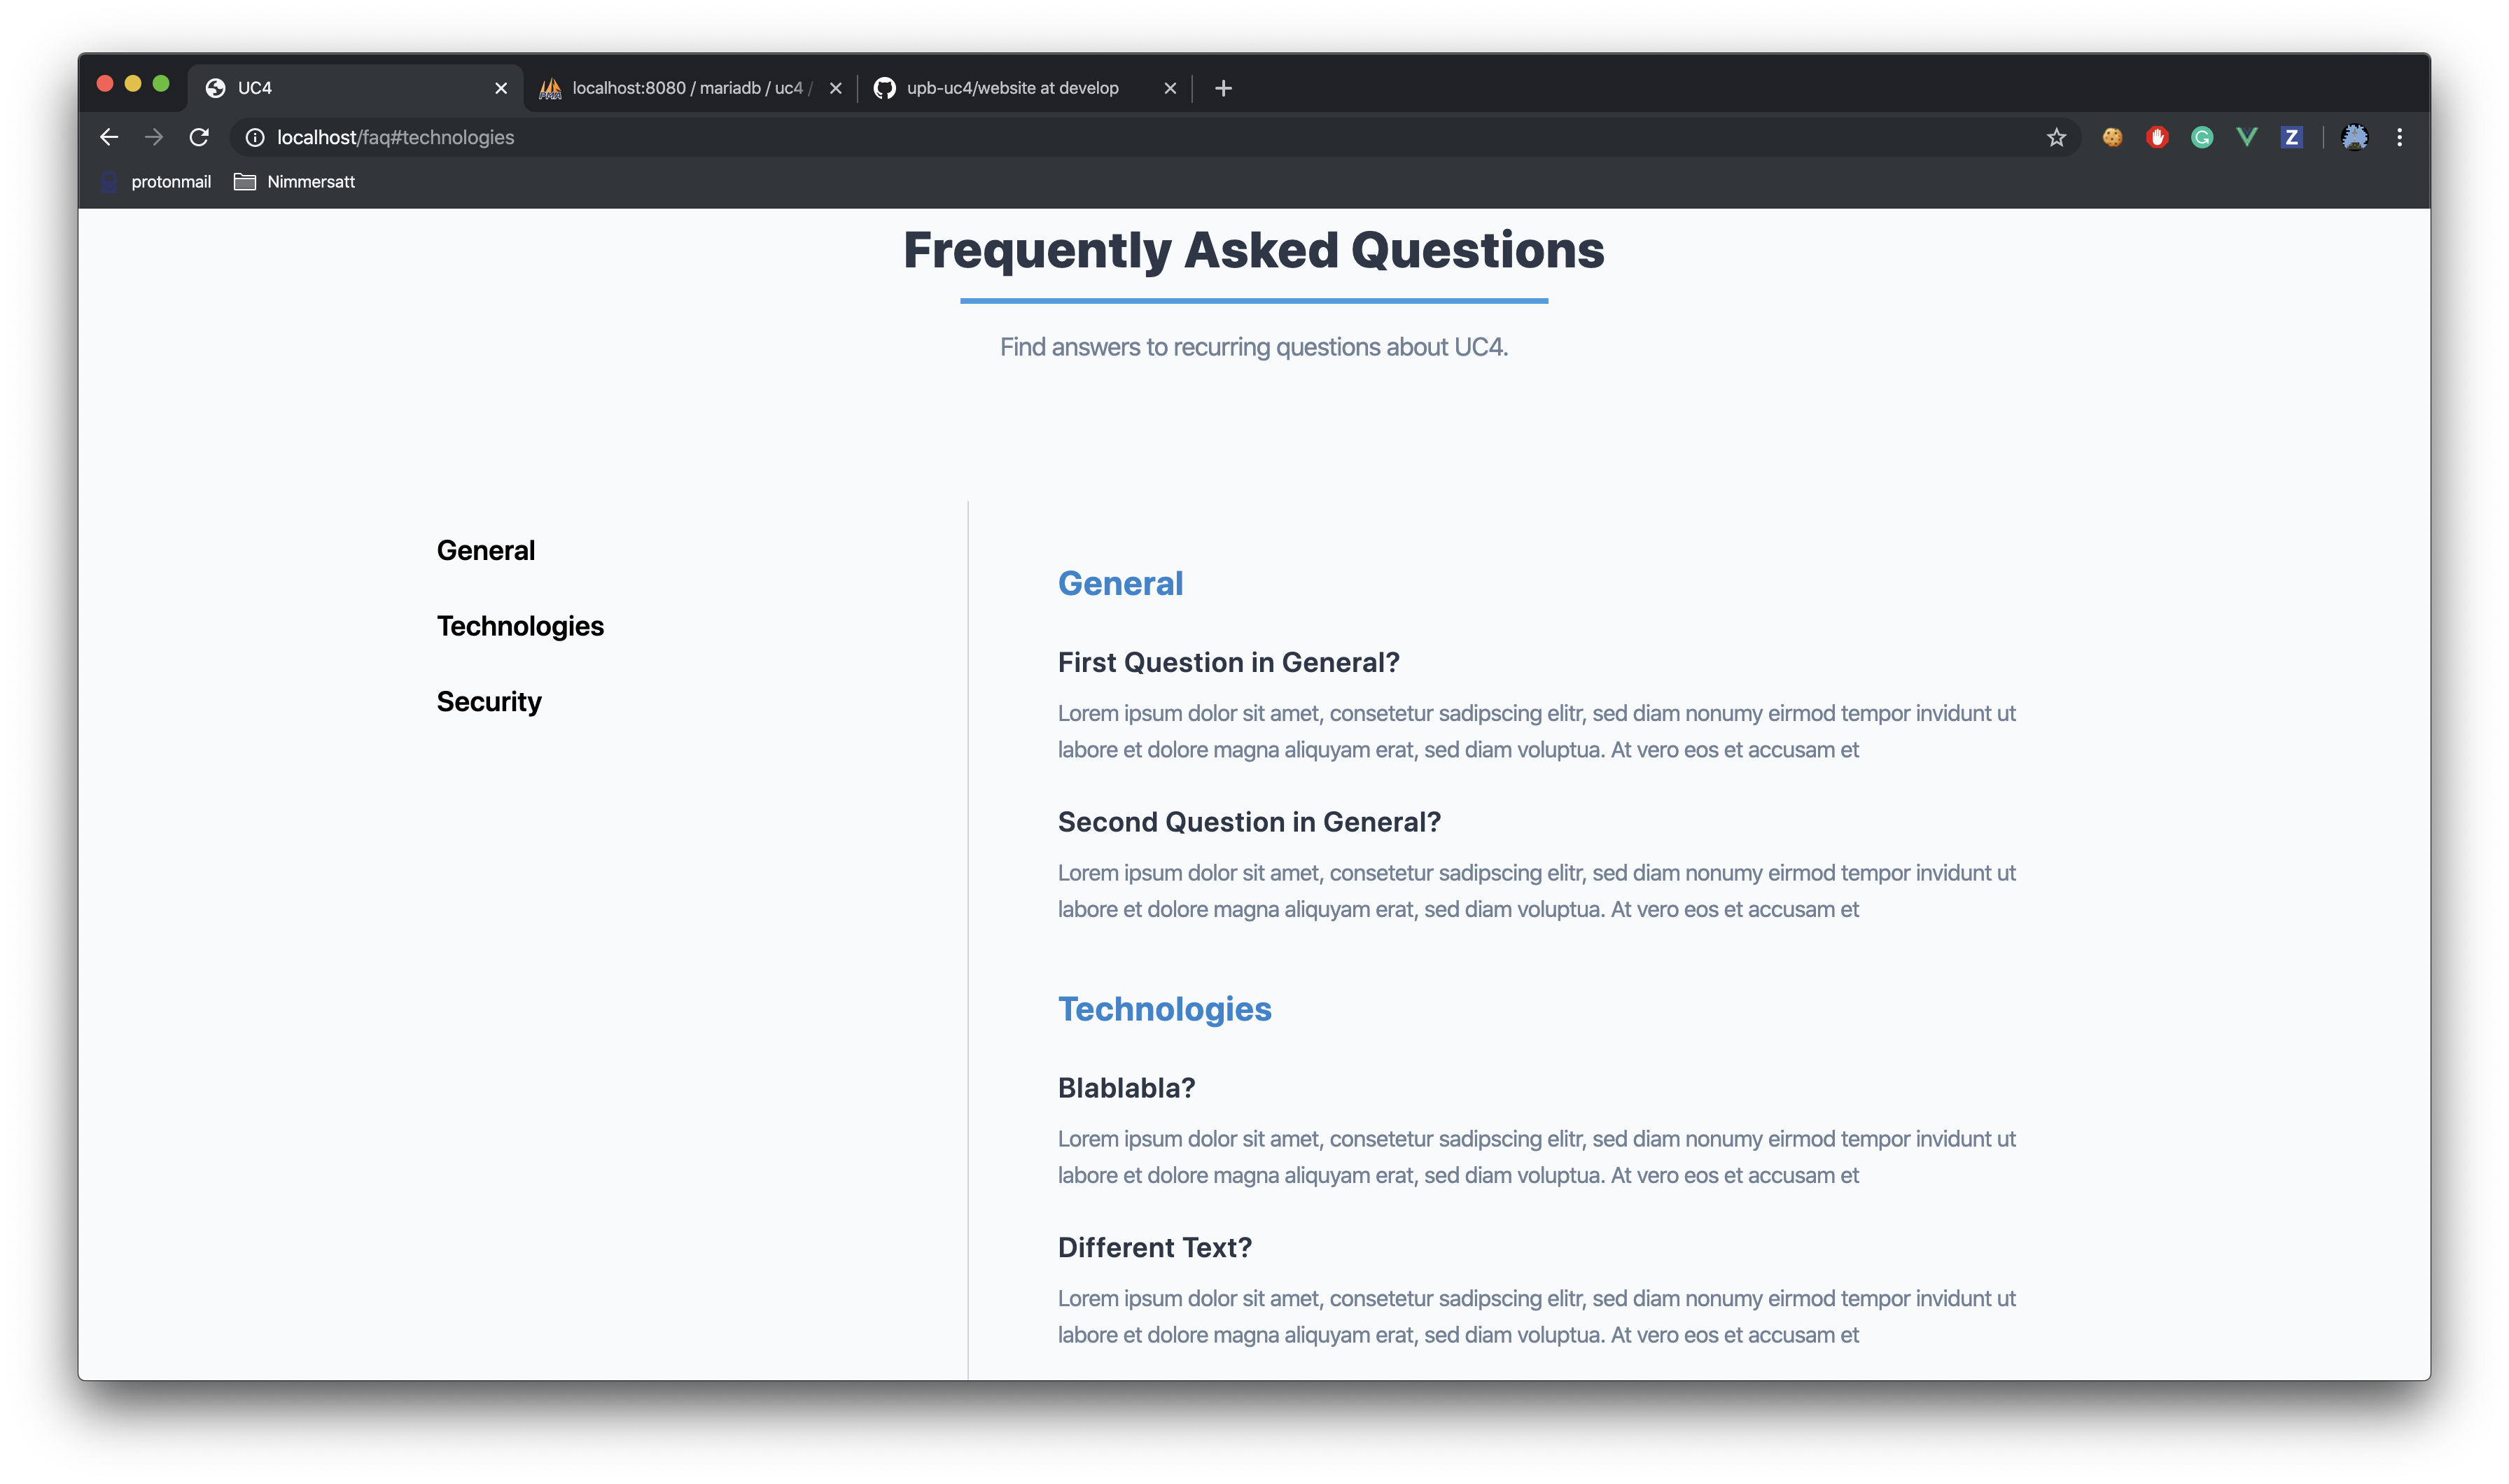 UC4
localhost:8080 / mariadb / uc4 /
upb-uc4/website at develop
localhost/faq#technologies
protonmail
Nimmersatt
Frequently Asked Questions
Find answers to recurring questions about UC4.
General
Technologies
Security
General
First Question in General?
Lorem ipsum dolor sit amet, consetetur sadipscing elitr, sed diam nonumy eirmod tempor invidunt ut
labore et dolore magna aliquyam erat, sed diam voluptua. At vero eos et accusam et
Second Question in General?
Lorem ipsum dolor sit amet, consetetur sadipscing elitr, sed diam nonumy eirmod tempor invidunt ut
labore et dolore magna aliquyam erat, sed diam voluptua. At vero eos et accusam et
Technologies
Blablabla?
Lorem ipsum dolor sit amet, consetetur sadipscing elitr, sed diam nonumy eirmod tempor invidunt ut
labore et dolore magna aliquyam erat, sed diam voluptua. At vero eos et accusam et
Different Text?
Lorem ipsum dolor sit amet, consetetur sadipscing elitr, sed diam nonumy eirmod tempor invidunt ut
labore et dolore magna aliquyam erat, sed diam voluptua. At vero eos et accusam et